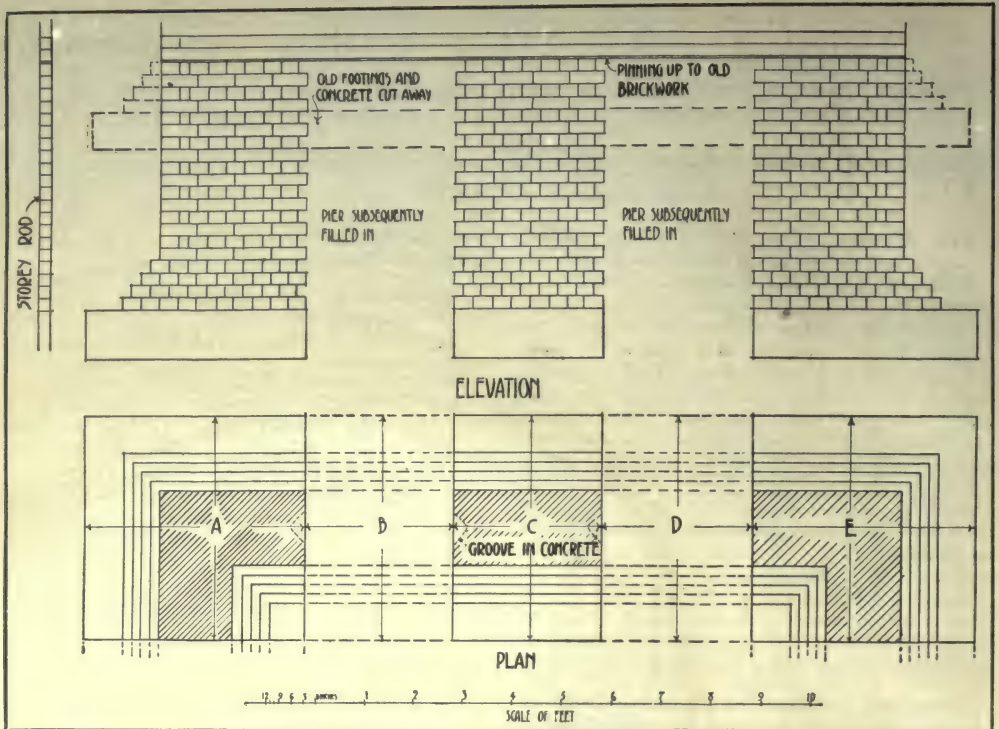 OLD FOOTINGS AND
CONCRETE CUT AWAY
PINNING UP TO OLD
BRICKWORK
STOREY ROD
PIER SUBSEQUENTLY
FILLED IN
PIER SUBSEQUENTLY
FILLED IN
ELEVATION
A
B
C
D
E
GROOVE IN CONCRETE
PLAN
12 9 6 3 INCHES 1 2 3 4 5 6 7 8 9 10
SCALE OF FEET